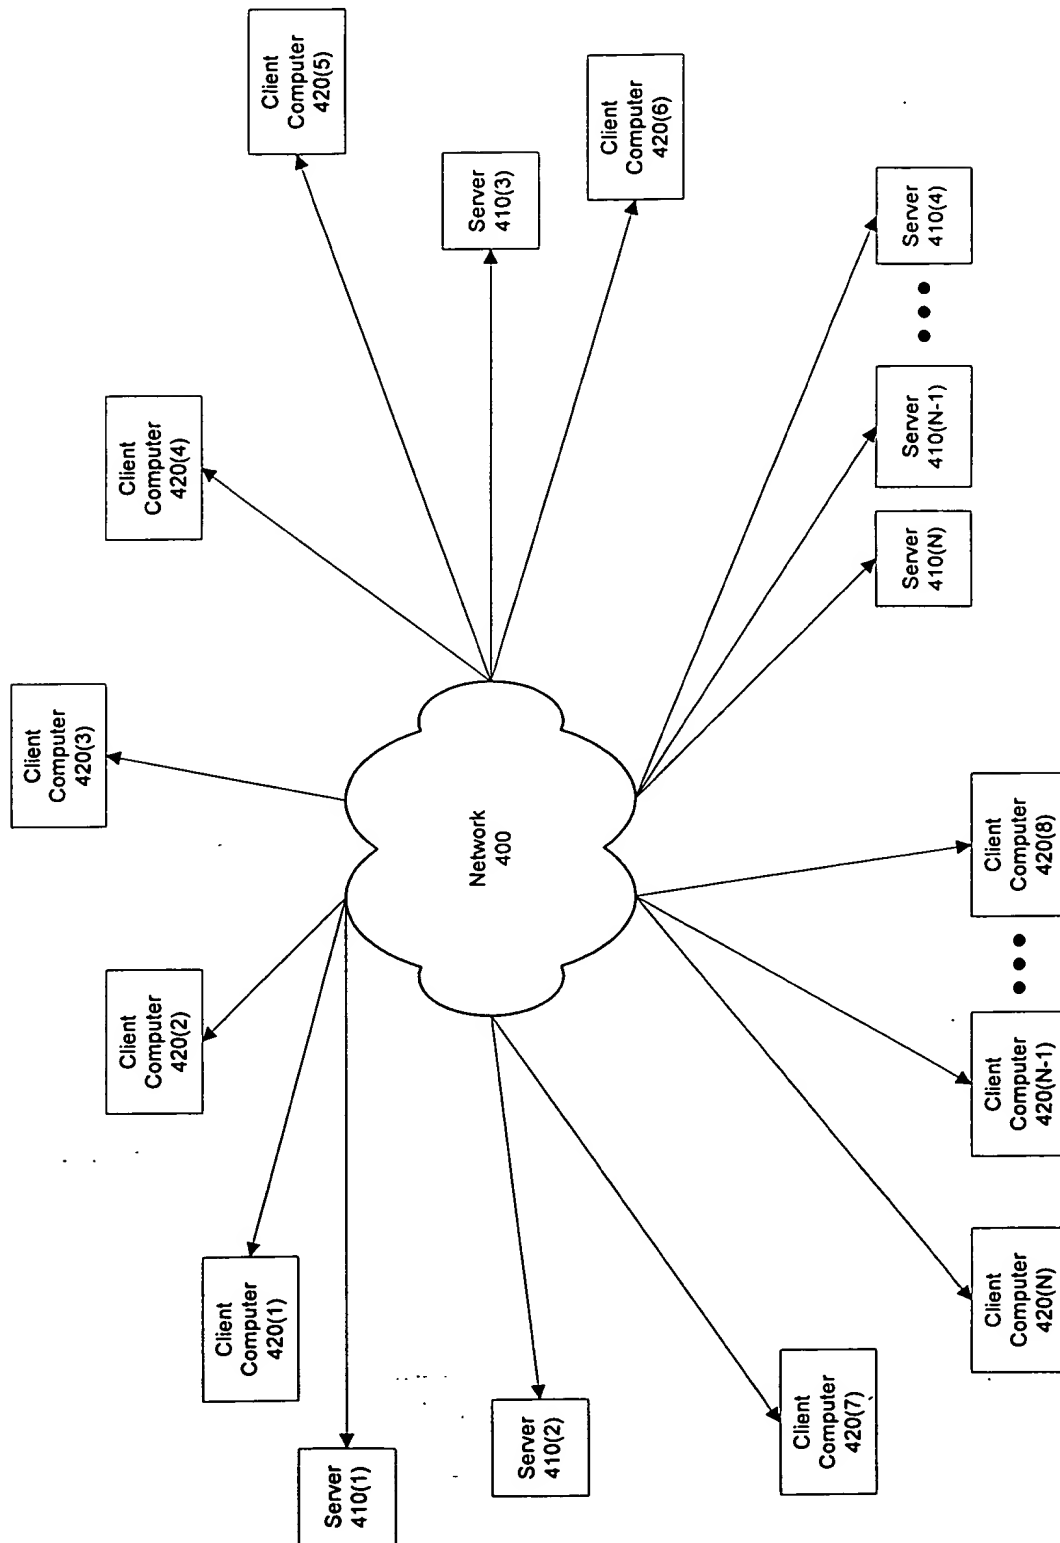 Client
Computer
420(3)
Client
Computer
420(2)
Client
Computer
420(4)
Client
Computer
420(1)
Client
Computer
420(5)
Server
410(1)
Server
410(2)
Network
400
Server
410(3)
Client
Computer
420(6)
Client
Computer
420(7)
Server
410(N)
Server
410(N-1)
Server
410(4)
Client
Computer
420(N)
Client
Computer
420(N-1)
Client
Computer
420(8)